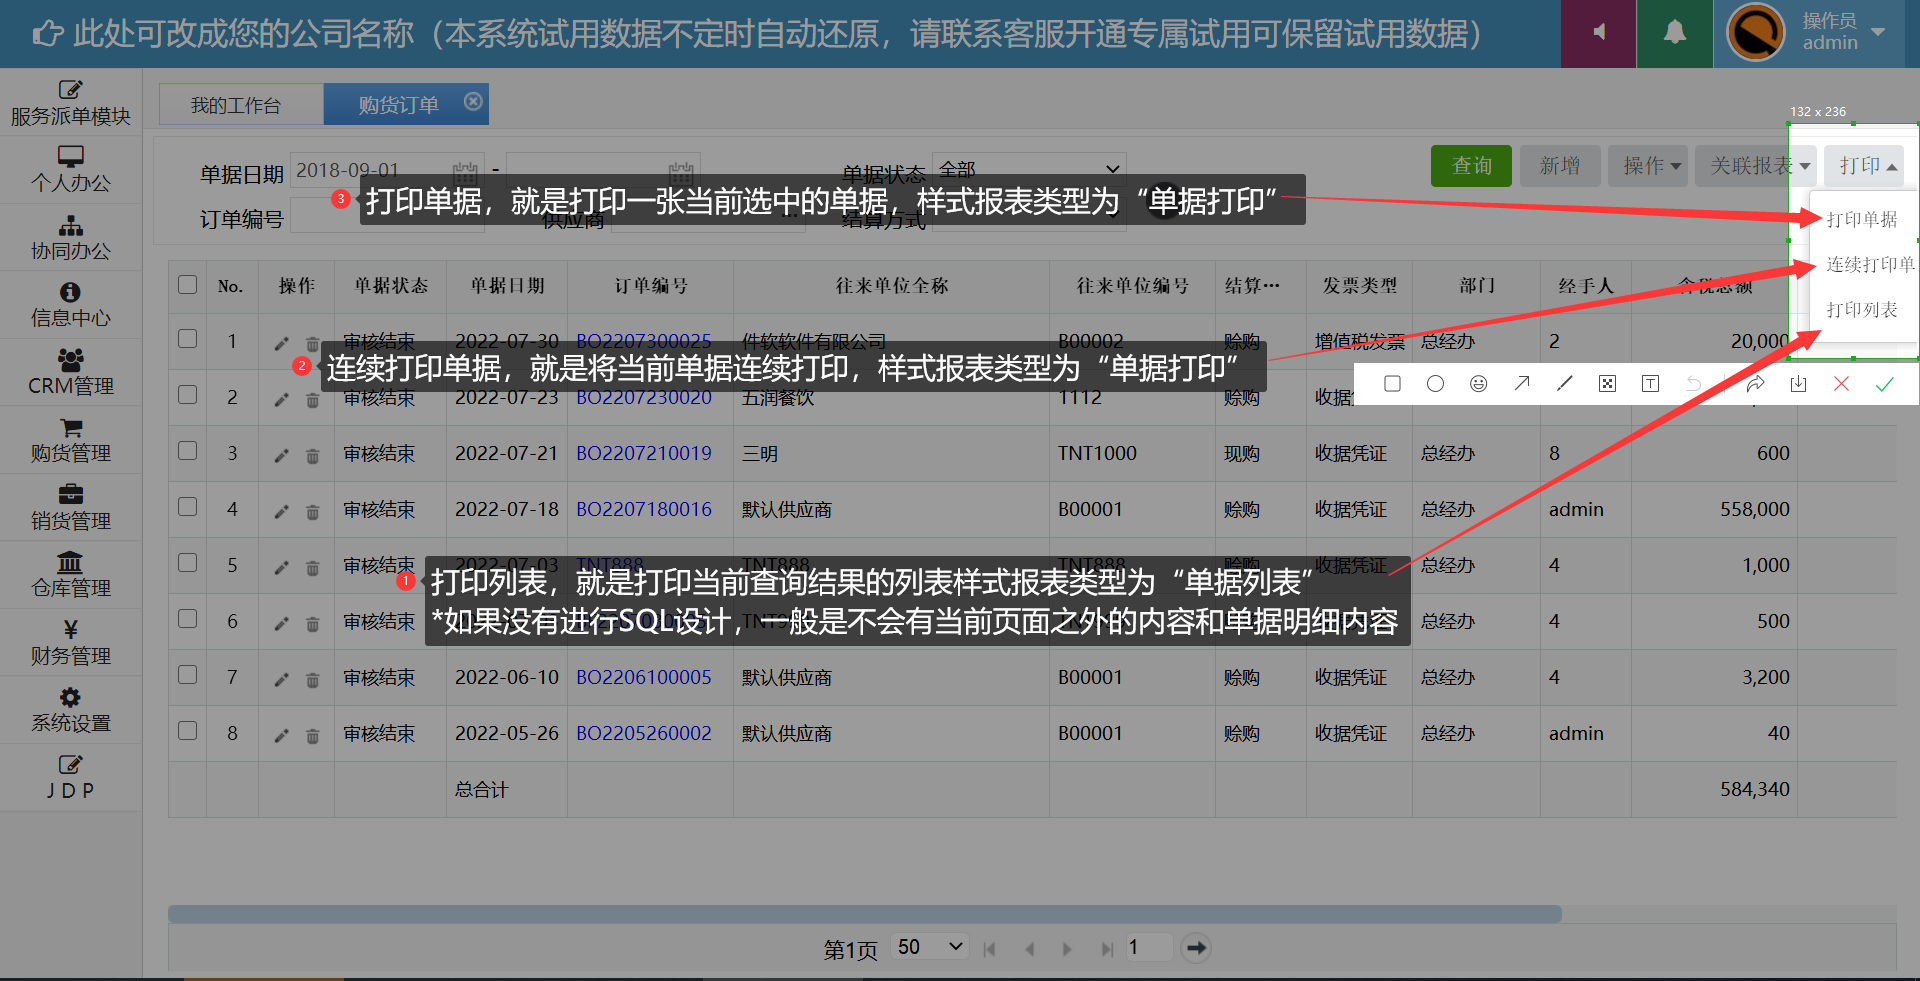 此处可改成您的公司名称（本系统试用数据不定时自动还原，请联系客服开通专属试用可保留试用数据）
操作员
admin
服务派单模块
个人办公
协同办公
信息中心
CRM管理
购货管理
销货管理
仓库管理
财务管理
系统设置
J D P
我的工作台
购货订单
132 x 236
单据日期 2018-09-01 - 单据状态 全部
查询 新增 操作 关联报表 打印
3 打印单据，就是打印一张当前选中的单据，样式报表类型为“单据打印”
订单编号 供应商 结算方式
打印单据
连续打印单
打印列表
No. 操作 单据状态 单据日期 订单编号 往来单位全称 往来单位编号 结算… 发票类型 部门 经手人 含税总额
1 审核结束 2022-07-30 BO2207300025 件软软件有限公司 B00002 赊购 增值税发票 总经办 2 20,000
2 连续打印单据，就是将当前单据连续打印，样式报表类型为“单据打印”
2 审核结束 2022-07-23 BO2207230020 五润餐饮 1112 赊购 收据
3 审核结束 2022-07-21 BO2207210019 三明 TNT1000 现购 收据凭证 总经办 8 600
4 审核结束 2022-07-18 BO2207180016 默认供应商 B00001 赊购 收据凭证 总经办 admin 558,000
5 审核结束 2022-07-03 TNT888 TNT888 TNT888 赊购 收据凭证 总经办 4 1,000
1 打印列表，就是打印当前查询结果的列表样式报表类型为“单据列表”
*如果没有进行SQL设计，一般是不会有当前页面之外的内容和单据明细内容
6 审核结束 总经办 4 500
7 审核结束 2022-06-10 BO2206100005 默认供应商 B00001 赊购 收据凭证 总经办 4 3,200
8 审核结束 2022-05-26 BO2205260002 默认供应商 B00001 赊购 收据凭证 总经办 admin 40
总合计 584,340
第1页 50 1